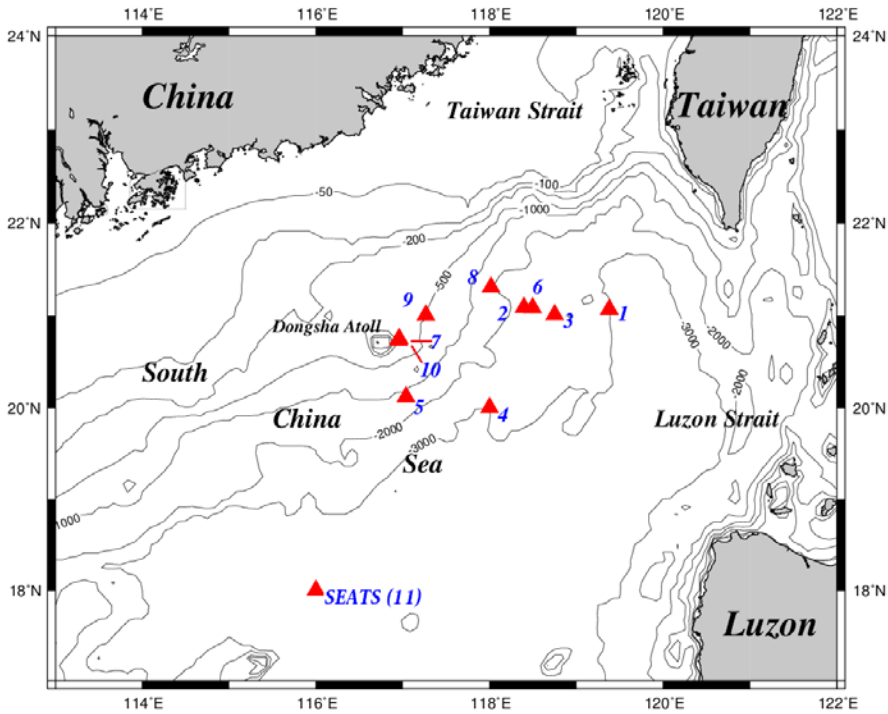 114°E 116°E 118°E 120°E 122°E
24°N 24°N
China
Taiwan Strait
Taiwan
-50
-100
-1000
22°N 22°N
-200
-500
8
6
9
2
3
1
Dongsha Atoll
7
-3000
-2000
10
South
-2000
5
4
20°N 20°N
China
-2000
Luzon Strait
-3000
Sea
1000
18°N 18°N
SEATS (11)
Luzon
114°E 116°E 118°E 120°E 122°E